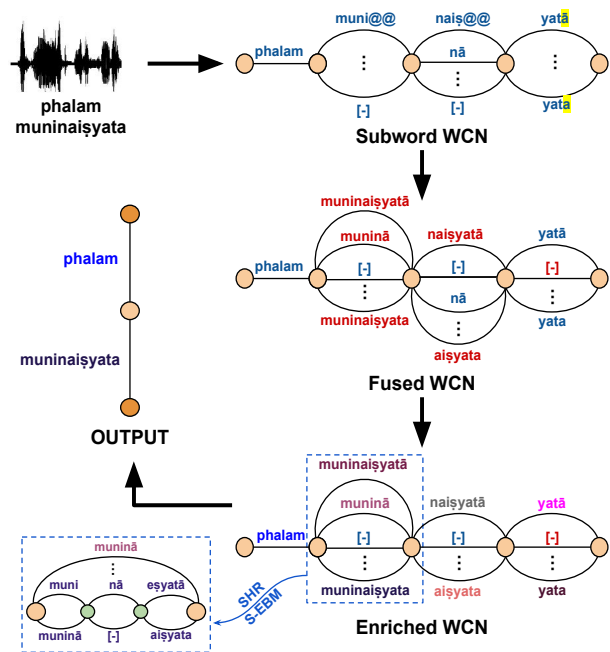 phalam
muninaiṣyata
phalam
muni@@
naiṣ@@
yatā
nā
[-]
[-]
yata
Subword WCN
muninaiṣyatā
muninā
naiṣyatā
yatā
phalam
[-]
[-]
[-]
nā
muninaiṣyata
yata
aiṣyata
Fused WCN
phalam
muninaiṣyata
OUTPUT
muninaiṣyatā
muninā
naiṣyatā
yatā
phalam
[-]
[-]
[-]
muninaiṣyata
aiṣyata
yata
Enriched WCN
SHR
S-EBM
muninā
muni
nā
eṣyatā
muninā
[-]
aiṣyata